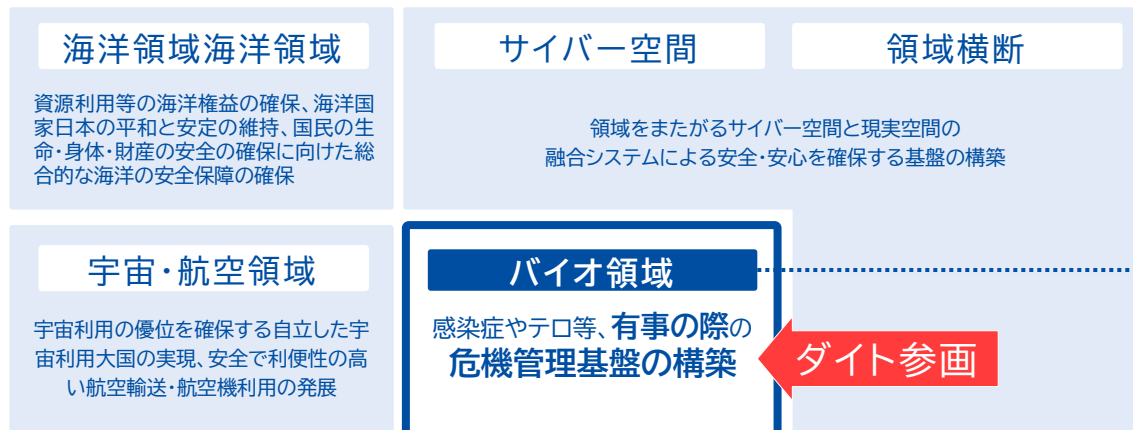 海洋領域海洋領域
資源利用等の海洋権益の確保、海洋国
家日本の平和と安定の維持、国民の生
命・身体・財産の安全の確保に向けた総
合的な海洋の安全保障の確保
サイバー空間
領域横断
領域をまたがるサイバー空間と現実空間の
融合システムによる安全・安心を確保する基盤の構築
宇宙・航空領域
宇宙利用の優位を確保する自立した宇
宙利用大国の実現、安全で利便性の高
い航空輸送・航空機利用の発展
バイオ領域
感染症やテロ等、有事の際の
危機管理基盤の構築
ダイト参画